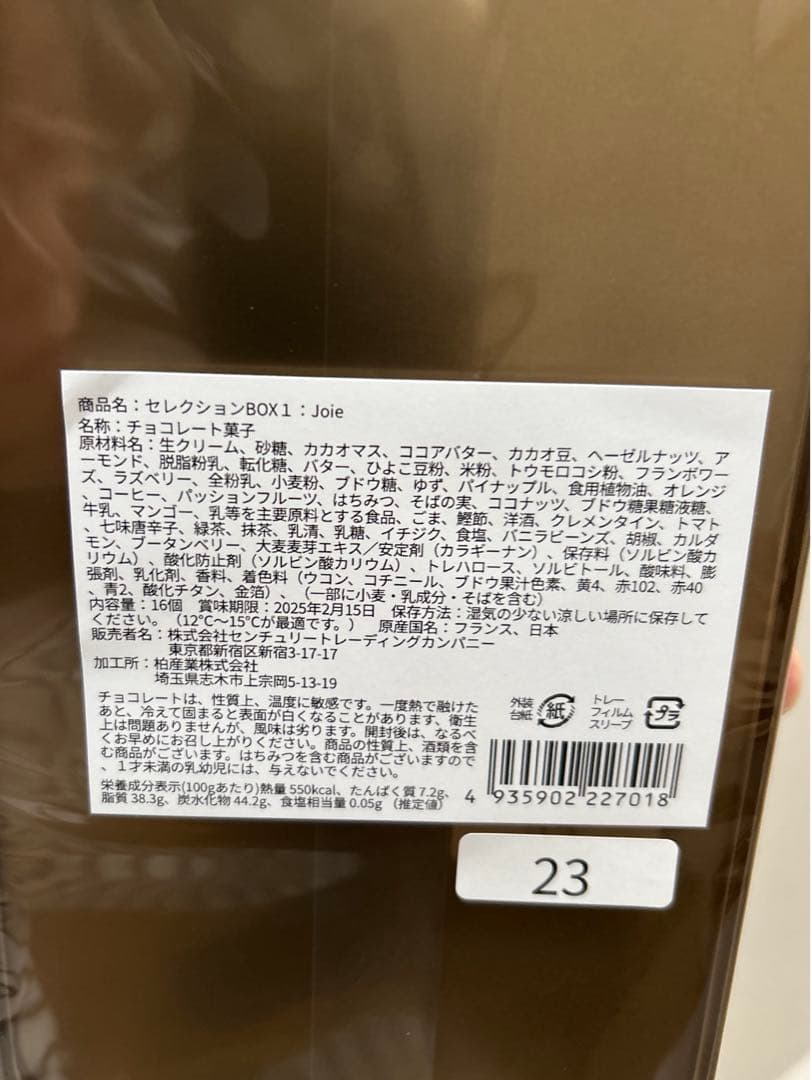 商品名：セレクションBOX１：Joie
名称：チョコレート菓子
原材料名：生クリーム、砂糖、カカオマス、ココアバター、カカオ豆、ヘーゼルナッツ、ア
ーモンド、脱脂粉乳、転化糖、バター、ひよこ豆粉、米粉、トウモロコシ粉、フランボワー
ズ、ラズベリー、全粉乳、小麦粉、ブドウ糖、ゆず、パイナップル、食用植物油、オレンジ
、コーヒー、パッションフルーツ、はちみつ、そばの実、ココナッツ、ブドウ糖果糖液糖、
牛乳、マンゴー、乳等を主要原料とする食品、ごま、鰹節、洋酒、クレメンタイン、トマト
、七味唐辛子、緑茶、抹茶、乳清、乳糖、イチジク、食塩、バニラビーンズ、胡椒、カルダ
モン、ブータンベリー、大麦麦芽エキス／安定剤（カラギーナン）、保存料（ソルビン酸カ
リウム）、酸化防止剤（ソルビン酸カリウム）、トレハロース、ソルビトール、酸味料、膨
張剤、乳化剤、香料、着色料（ウコン、コチニール、ブドウ果汁色素、黄4、赤102、赤40
、青2、酸化チタン、金箔）、（一部に小麦・乳成分・そばを含む）
内容量：16個　賞味期限：2025年2月15日　保存方法：湿気の少ない涼しい場所に保存して
ください。（12℃～15℃が最適です。）　原産国名：フランス、日本
販売者名：株式会社センチュリートレーディングカンパニー
東京都新宿区新宿3-17-17
加工所：柏産業株式会社
埼玉県志木市上宗岡5-13-19
チョコレートは、性質上、温度に敏感です。一度熱で融けた
あと、冷えて固まると表面が白くなることがあります、衛生
上は問題ありませんが、風味は劣ります。開封後は、なるべ
くお早めにお召し上がりください。商品の性質上、酒類を含
む商品がございます。はちみつを含む商品がございますので
、１才未満の乳幼児には、与えないでください。
栄養成分表示(100gあたり)熱量 550kcal、たんぱく質 7.2g、
脂質 38.3g、炭水化物 44.2g、食塩相当量 0.05g （推定値）
外装
台紙
紙
トレー
フィルム
スリーブ
プラ
4 935902 227018
23